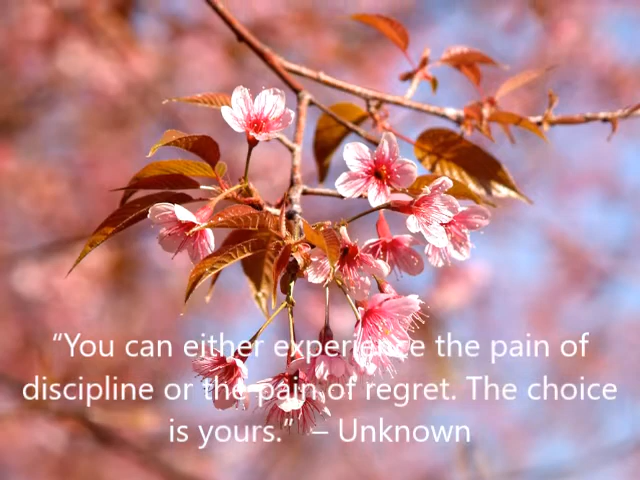 “You can either experience the pain of
discipline or the pain of regret. The choice
is yours.” – Unknown